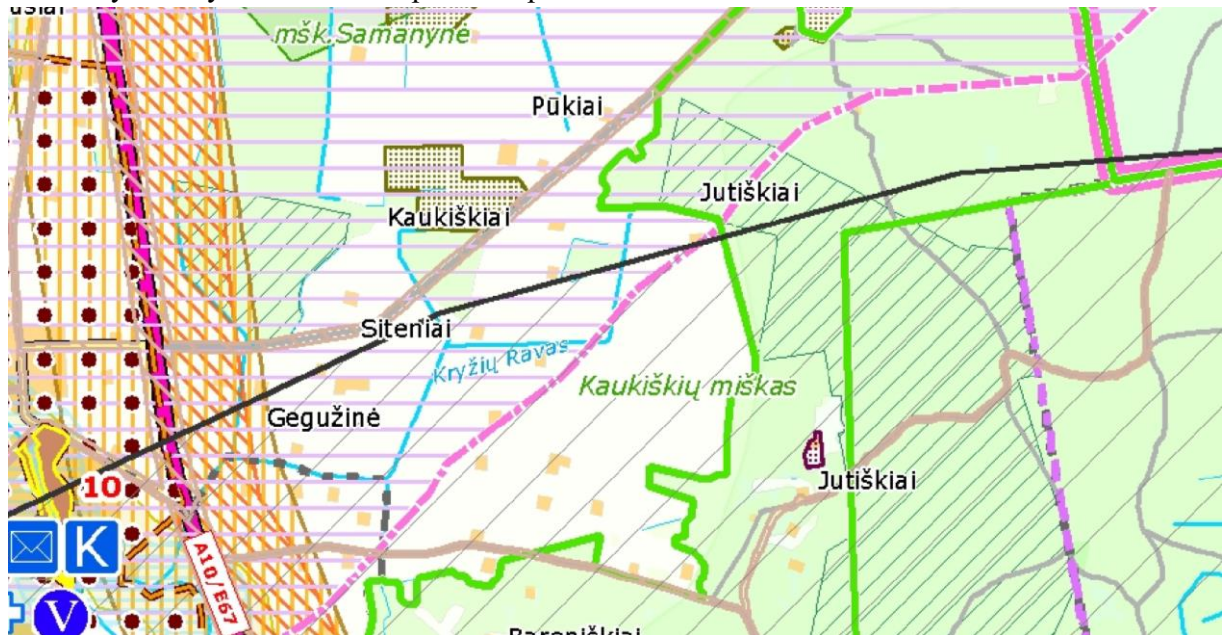 mšk.Samanynė
Pūkiai
Jutiškiai
Kaukiškiai
Siteniai
Kryžių Ravas
Kaukiškių miškas
Gegužinė
Jutiškiai
10
K
A10/E67
V